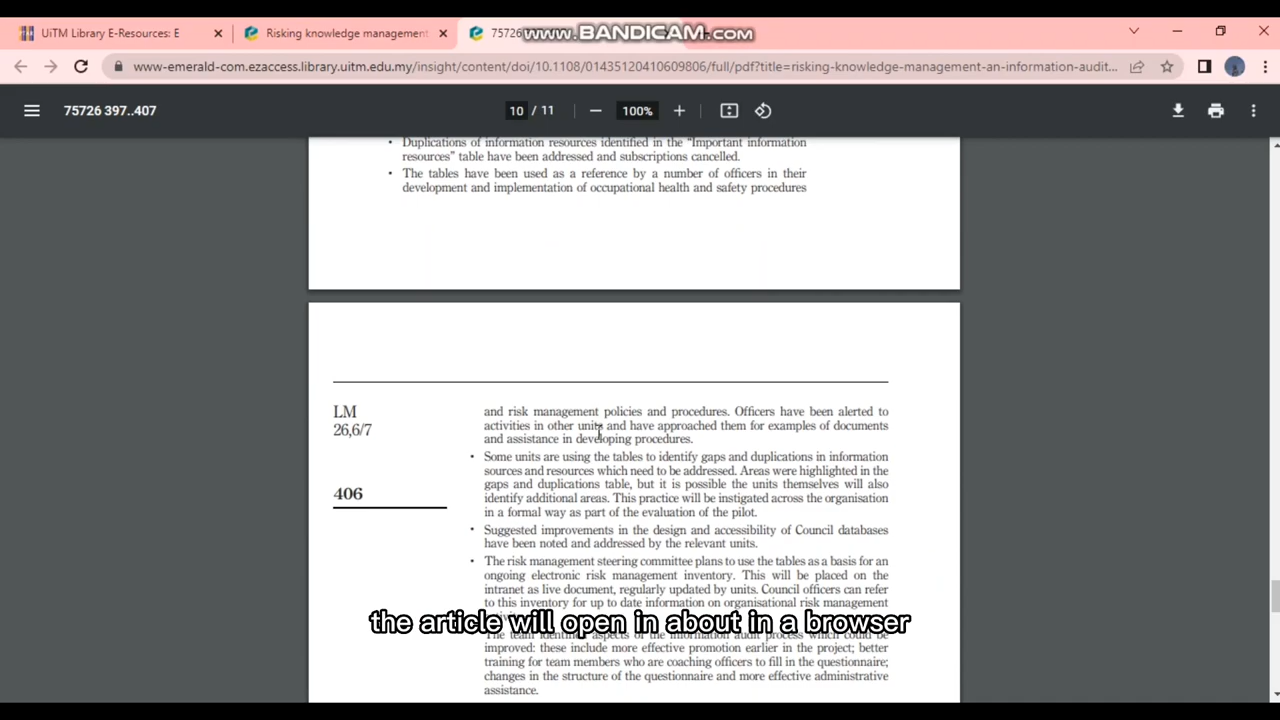 UiTM Library E-Resources: E
Risking knowledge management
75726
www.BANDICAM.com
www-emerald-com.ezaccess.library.uitm.edu.my/insight/content/doi/10.1108/01435120410609806/full/pdf?title=risking-knowledge-management-an-information-audit...
75726 397..407
10 / 11
100%
• Duplications of information resources identified in the "Important information
resources" table have been addressed and subscriptions cancelled.
• The tables have been used as a reference by a number of officers in their
development and implementation of occupational health and safety procedures
LM
26,6/7
406
and risk management policies and procedures. Officers have been alerted to
activities in other units and have approached them for examples of documents
and assistance in developing procedures.
• Some units are using the tables to identify gaps and duplications in information
sources and resources which need to be addressed. Areas were highlighted in the
gaps and duplications table, but it is possible the units themselves will also
identify additional areas. This practice will be instigated across the organisation
in a formal way as part of the evaluation of the pilot.
• Suggested improvements in the design and accessibility of Council databases
have been noted and addressed by the relevant units.
• The risk management steering committee plans to use the tables as a basis for an
ongoing electronic risk management inventory. This will be placed on the
intranet as live document, regularly updated by units. Council officers can refer
to this inventory for up to date information on organisational risk management
the article will open in about in a browser
The team identified aspects of the information audit process which could be
improved: these include more effective promotion earlier in the project; better
training for team members who are coaching officers to fill in the questionnaire;
changes in the structure of the questionnaire and more effective administrative
assistance.